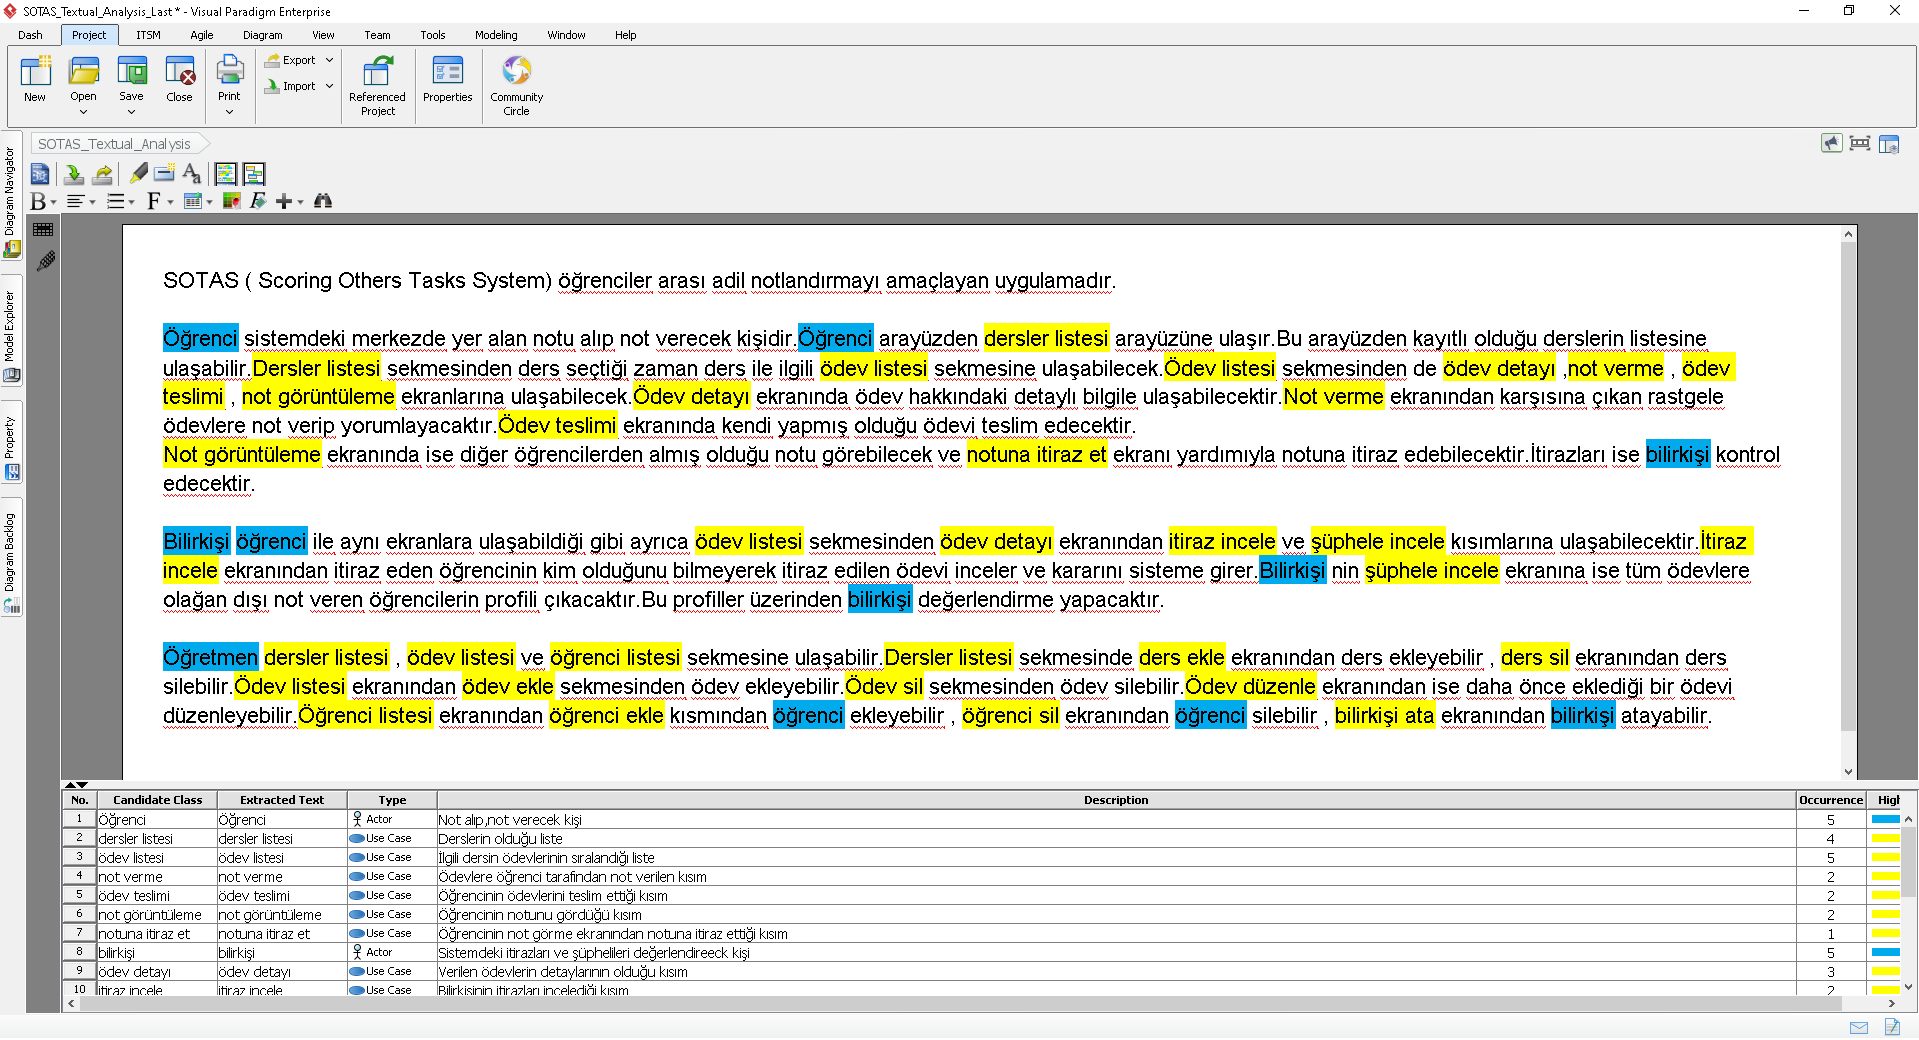 SOTAS_Textual_Analysis_Last * - Visual Paradigm Enterprise
Dash Project ITSM Agile Diagram View Team Tools Modeling Window Help
New Open Save Close Print Export Import Referenced Project Properties Community Circle
SOTAS_Textual_Analysis
Diagram Navigator
Model Explorer
Property
Diagram Backlog
SOTAS ( Scoring Others Tasks System) öğrenciler arası adil notlandırmayı amaçlayan uygulamadır.
Öğrenci sistemdeki merkezde yer alan notu alıp not verecek kişidir.Öğrenci arayüzden dersler listesi arayüzüne ulaşır.Bu arayüzden kayıtlı olduğu derslerin listesine
ulaşabilir.Dersler listesi sekmesinden ders seçtiği zaman ders ile ilgili ödev listesi sekmesine ulaşabilecek.Ödev listesi sekmesinden de ödev detayı ,not verme , ödev
teslimi , not görüntüleme ekranlarına ulaşabilecek.Ödev detayı ekranında ödev hakkındaki detaylı bilgile ulaşabilecektir.Not verme ekranından karşısına çıkan rastgele
ödevlere not verip yorumlayacaktır.Ödev teslimi ekranında kendi yapmış olduğu ödevi teslim edecektir.
Not görüntüleme ekranında ise diğer öğrencilerden almış olduğu notu görebilecek ve notuna itiraz et ekranı yardımıyla notuna itiraz edebilecektir.İtirazları ise bilirkişi kontrol
edecektir.
Bilirkişi öğrenci ile aynı ekranlara ulaşabildiği gibi ayrıca ödev listesi sekmesinden ödev detayı ekranından itiraz incele ve şüphele incele kısımlarına ulaşabilecektir.İtiraz
incele ekranından itiraz eden öğrencinin kim olduğunu bilmeyerek itiraz edilen ödevi inceler ve kararını sisteme girer.Bilirkişi nin şüphele incele ekranına ise tüm ödevlere
olağan dışı not veren öğrencilerin profili çıkacaktır.Bu profiller üzerinden bilirkişi değerlendirme yapacaktır.
Öğretmen dersler listesi , ödev listesi ve öğrenci listesi sekmesine ulaşabilir.Dersler listesi sekmesinde ders ekle ekranından ders ekleyebilir , ders sil ekranından ders
silebilir.Ödev listesi ekranından ödev ekle sekmesinden ödev ekleyebilir.Ödev sil sekmesinden ödev silebilir.Ödev düzenle ekranından ise daha önce eklediği bir ödevi
düzenleyebilir.Öğrenci listesi ekranından öğrenci ekle kısmından öğrenci ekleyebilir , öğrenci sil ekranından öğrenci silebilir , bilirkişi ata ekranından bilirkişi atayabilir.
No. Candidate Class Extracted Text Type Description Occurrence High
1 Öğrenci Öğrenci Actor Not alıp,not verecek kişi 5
2 dersler listesi dersler listesi Use Case Derslerin olduğu liste 4
3 ödev listesi ödev listesi Use Case İlgili dersin ödevlerinin sıralandığı liste 5
4 not verme not verme Use Case Ödevlere öğrenci tarafından not verilen kısım 2
5 ödev teslimi ödev teslimi Use Case Öğrencinin ödevlerini teslim ettiği kısım 2
6 not görüntüleme not görüntüleme Use Case Öğrencinin notunu gördüğü kısım 2
7 notuna itiraz et notuna itiraz et Use Case Öğrencinin not görme ekranından notuna itiraz ettiği kısım 1
8 bilirkişi bilirkişi Actor Sistemdeki itirazları ve şüphelileri değerlendireeck kişi 5
9 ödev detayı ödev detayı Use Case Verilen ödevlerin detaylarının olduğu kısım 3
10 itiraz incele itiraz incele Use Case Bilirkişinin itirazları incelediği kısım 2